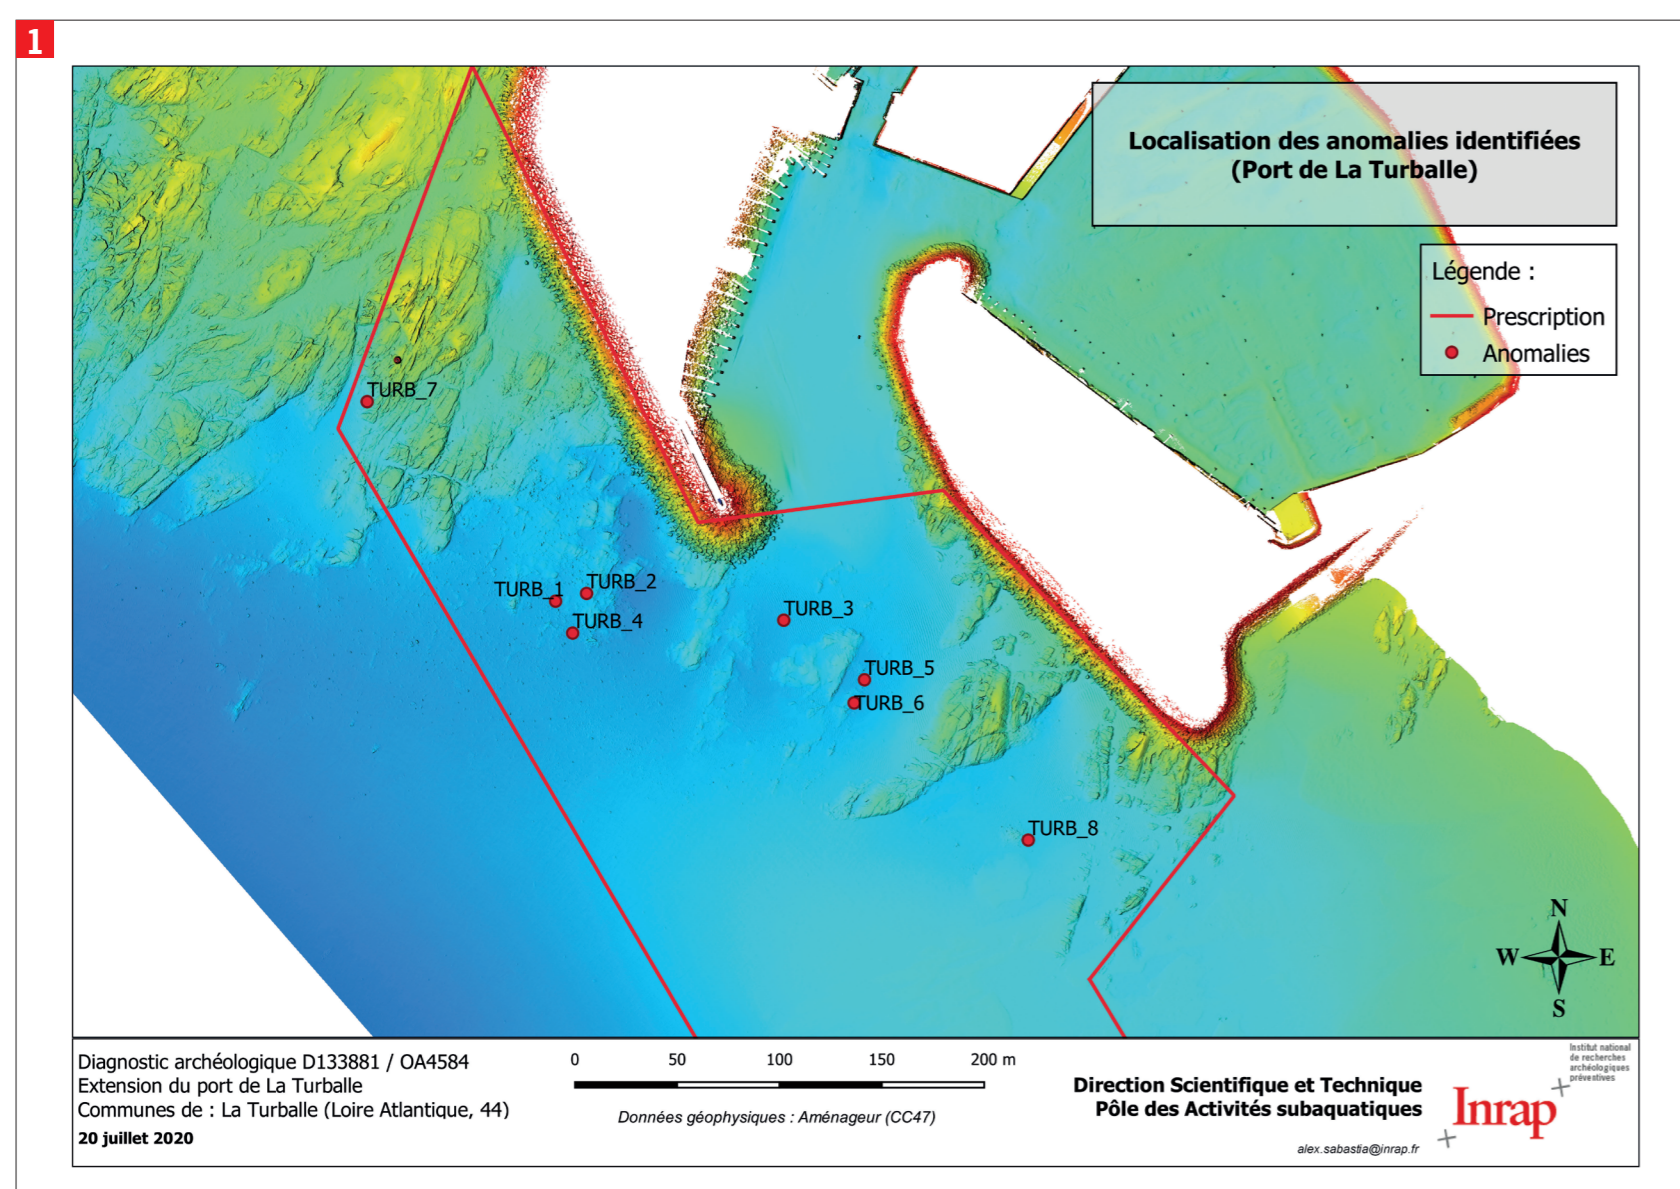 1
Localisation des anomalies identifiées
(Port de La Turballe)
Légende :
Prescription
Anomalies
TURB_7
TURB_1
TURB_2
TURB_4
TURB_3
TURB_5
TURB_6
TURB_8
N
W E
S
Diagnostic archéologique D133881 / OA4584
Extension du port de La Turballe
Communes de : La Turballe (Loire Atlantique, 44)
20 juillet 2020
0 50 100 150 200 m
Données géophysiques : Aménageur (CC47)
Direction Scientifique et Technique
Pôle des Activités subaquatiques
alex.sabastia@inrap.fr
Institut national
de recherches
archéologiques
préventives
Inrap